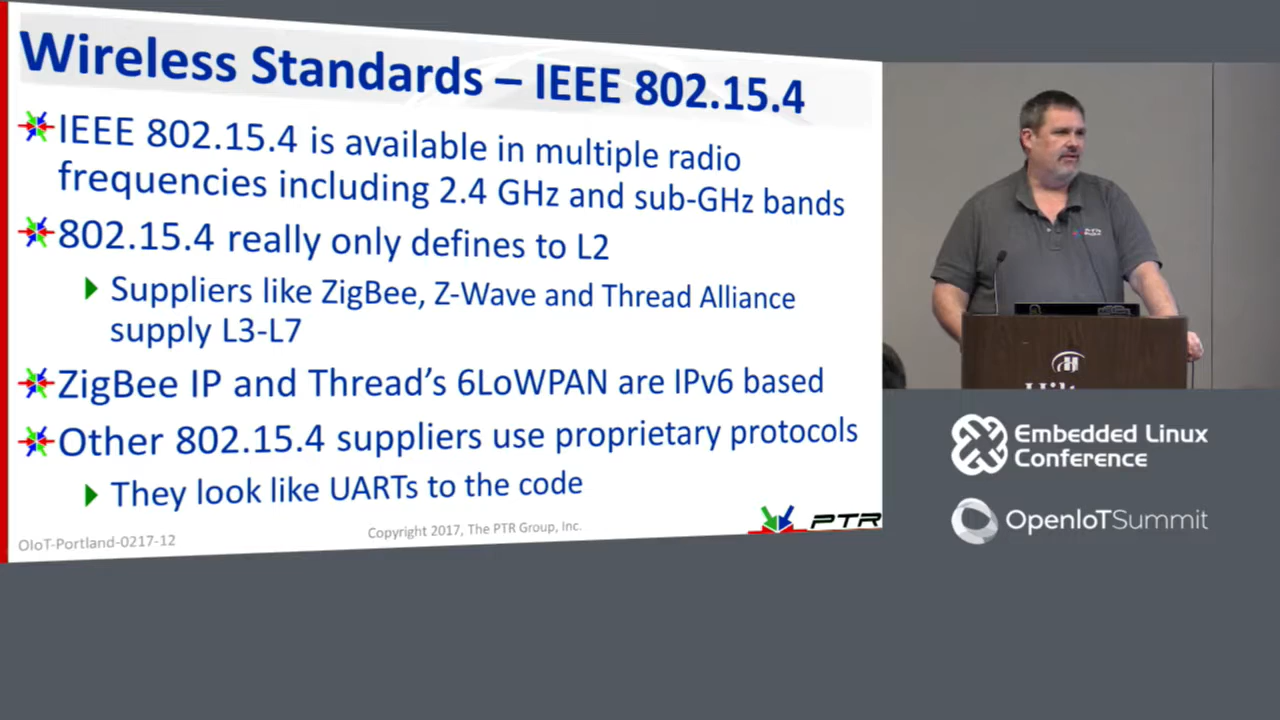 Wireless Standards – IEEE 802.15.4
IEEE 802.15.4 is available in multiple radio
frequencies including 2.4 GHz and sub-GHz bands
802.15.4 really only defines to L2
Suppliers like ZigBee, Z-Wave and Thread Alliance
supply L3-L7
ZigBee IP and Thread's 6LoWPAN are IPv6 based
Other 802.15.4 suppliers use proprietary protocols
They look like UARTs to the code
OIoT-Portland-0217-12
Copyright 2017, The PTR Group, Inc.
PTR
Embedded Linux
Conference
OpenIoTSummit